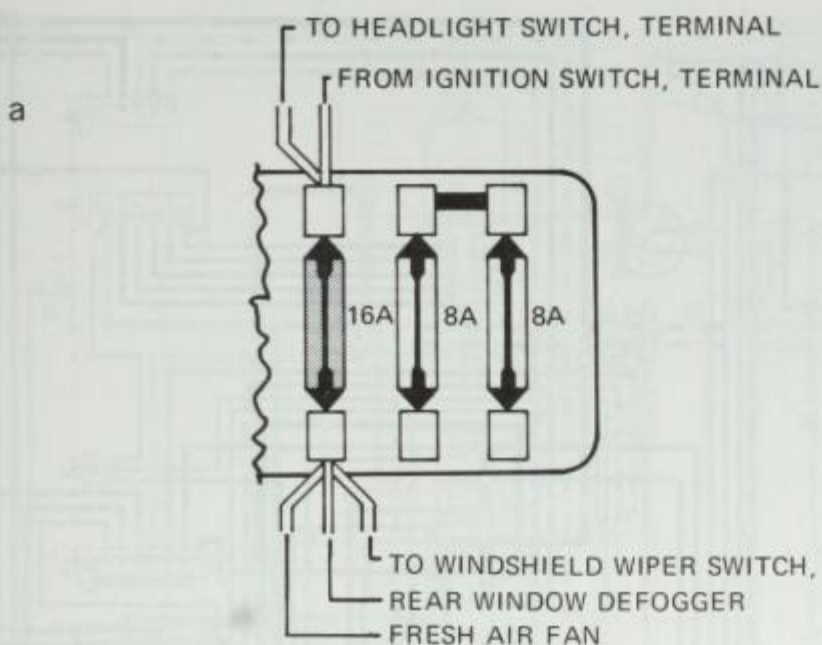 TO HEADLIGHT SWITCH, TERMINAL
FROM IGNITION SWITCH, TERMINAL
a
16A 8A 8A
TO WINDSHIELD WIPER SWITCH,
REAR WINDOW DEFOGGER
FRESH AIR FAN